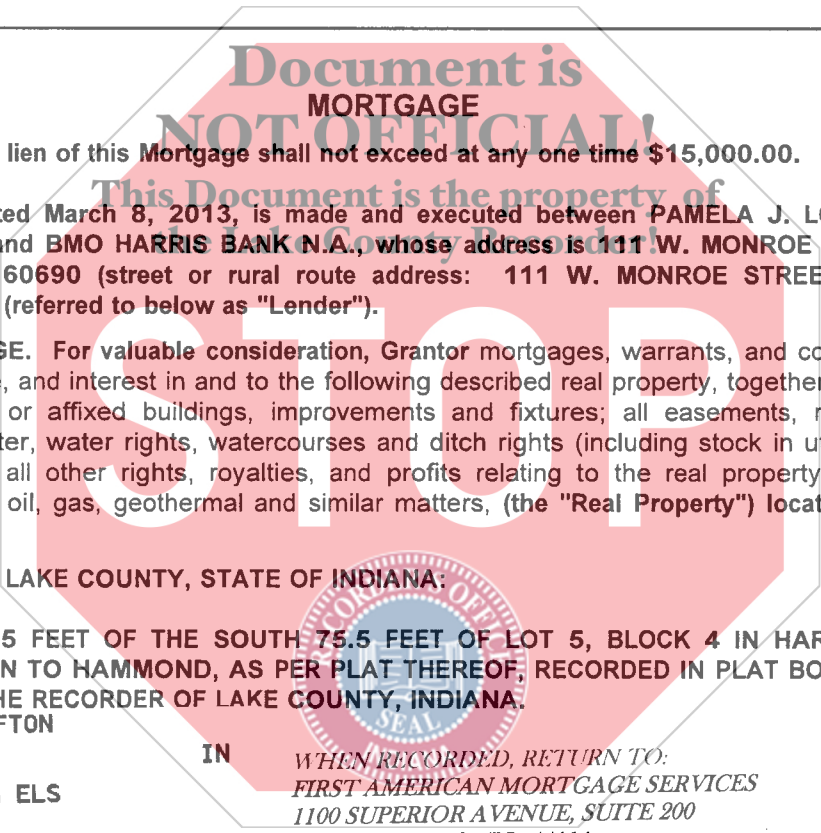 Document is
MORTGAGE
NOT OFFICIAL!
lien of this Mortgage shall not exceed at any one time $15,000.00.
This Document is the property of
ted March 8, 2013, is made and executed between PAMELA J. L
the Lake County Recorder!
and BMO HARRIS BANK N.A., whose address is 111 W. MONROE
60690 (street or rural route address: 111 W. MONROE STREE
(referred to below as "Lender").
STOP
GE. For valuable consideration, Grantor mortgages, warrants, and co
, and interest in and to the following described real property, together
or affixed buildings, improvements and fixtures; all easements, r
ter, water rights, watercourses and ditch rights (including stock in u
all other rights, royalties, and profits relating to the real property
oil, gas, geothermal and similar matters, (the "Real Property") locat
LAKE COUNTY, STATE OF INDIANA:
5 FEET OF THE SOUTH 75.5 FEET OF LOT 5, BLOCK 4 IN HAR
N TO HAMMOND, AS PER PLAT THEREOF, RECORDED IN PLAT BO
HE RECORDER OF LAKE COUNTY, INDIANA.
FTON
SEAL
IN
WHEN RECORDED, RETURN TO:
FIRST AMERICAN MORTGAGE SERVICES
ELS
1100 SUPERIOR AVENUE, SUITE 200